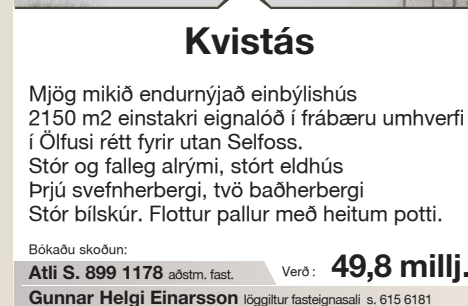 Kvistás
Mjög mikið endurnýjað einbýlishús
2150 m2 einstakri eignalóð í frábæru umhverfi
í Ölfusi rétt fyrir utan Selfoss.
Stór og falleg alrými, stórt eldhús
Þrjú svefnherbergi, tvö baðherbergi
Stór bílskúr. Flottur pallur með heitum potti.
Bókaðu skoðun:
Atli S. 899 1178 aðstm. fast. Verð: 49,8 millj.
Gunnar Helgi Einarsson löggiltur fasteignasali s. 615 6181